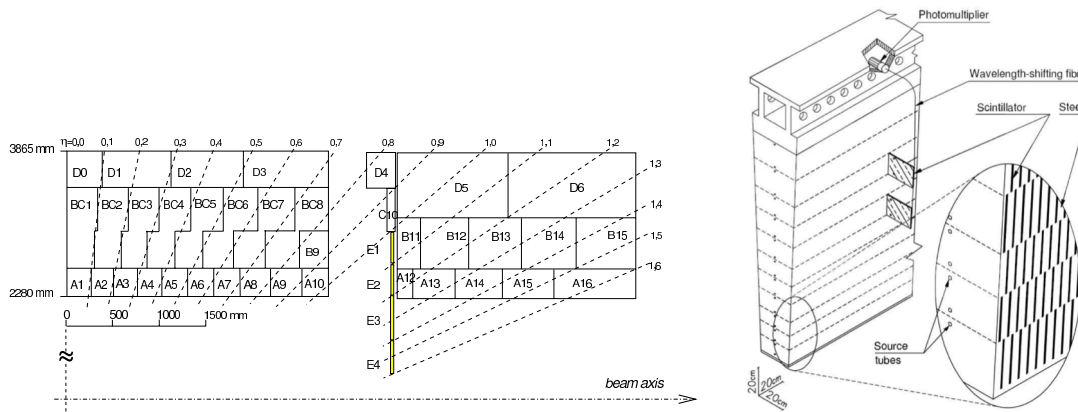 η=0,0 0,1 0,2 0,3 0,4 0,5 0,6 0,7 0,8 0,9 1,0 1,1 1,2
3865 mm
1,3
D0 D1 D2 D3 D4 D5 D6
BC1 BC2 BC3 BC4 BC5 BC6 BC7 BC8 C10
1,4
B9 E1 B11 B12 B13 B14 B15
1,5
1,6
A1 A2 A3 A4 A5 A6 A7 A8 A9 A10 E2 A12 A13 A14 A15 A16
2280 mm
0 500 1000 1500 mm
E3
E4
beam axis
Photomultiplier
Wavelength-shifting fibe
Scintillator Stee
Source
tubes
20cm
20cm
20cm